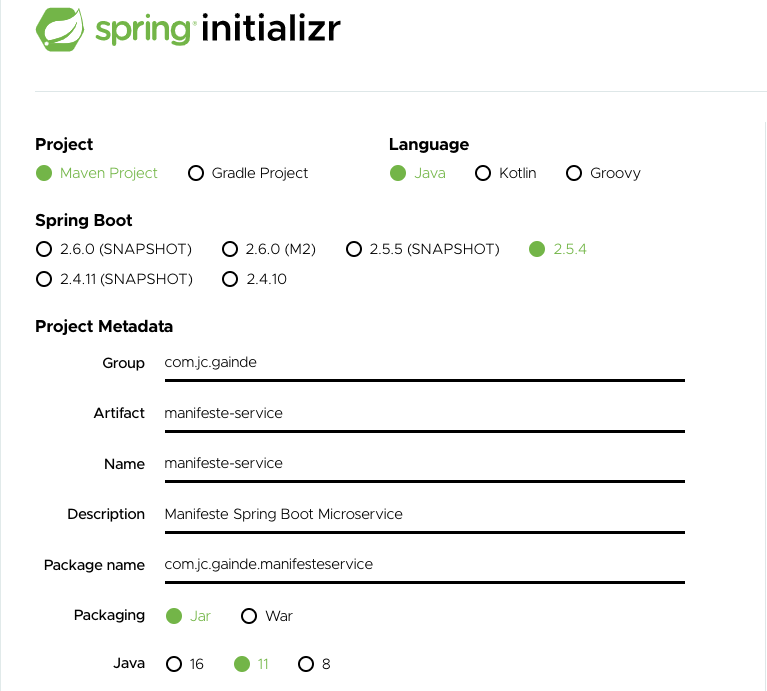 spring initializr
Project
Language
Maven Project Gradle Project
Java Kotlin Groovy
Spring Boot
2.6.0 (SNAPSHOT) 2.6.0 (M2) 2.5.5 (SNAPSHOT) 2.5.4
2.4.11 (SNAPSHOT) 2.4.10
Project Metadata
Group com.jc.gainde
Artifact manifeste-service
Name manifeste-service
Description Manifeste Spring Boot Microservice
Package name com.jc.gainde.manifesteservice
Packaging Jar War
Java 16 11 8